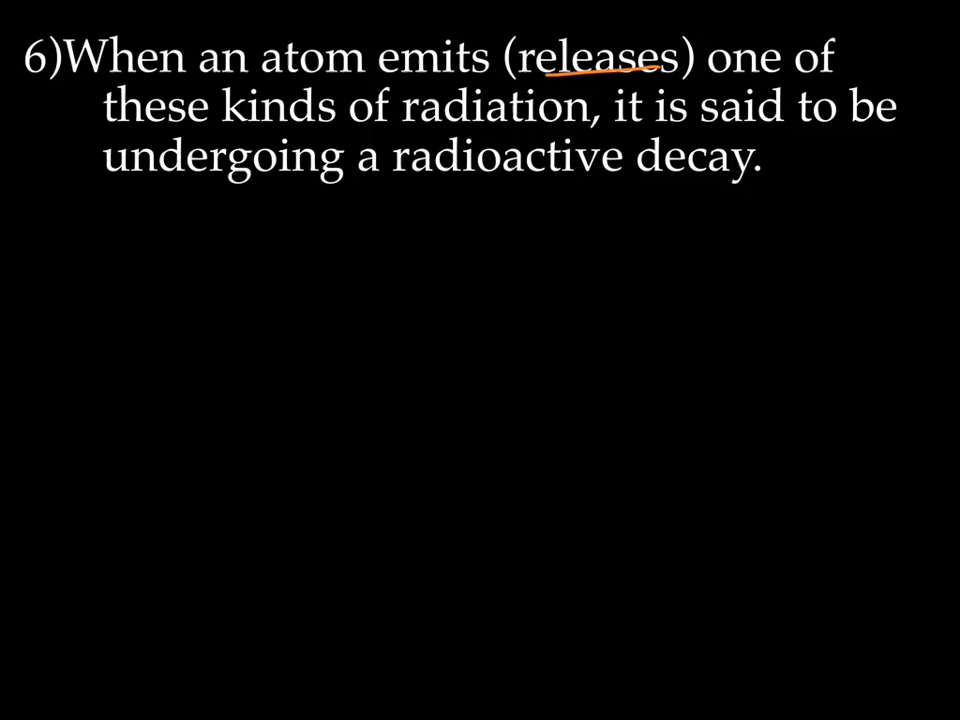 6)When an atom emits (releases) one of
these kinds of radiation, it is said to be
undergoing a radioactive decay.